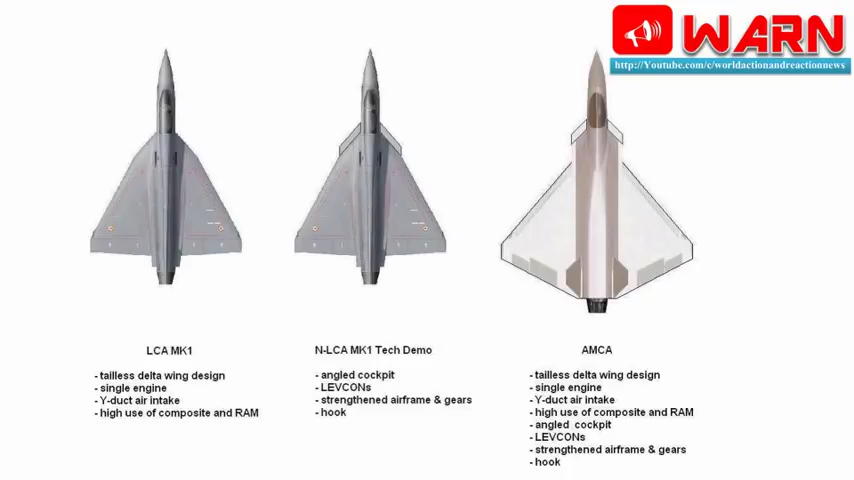 WARN
http://Youtube.com/c/worldactionandreactionnews
LCA MK1
- tailless delta wing design
- single engine
- Y-duct air intake
- high use of composite and RAM
N-LCA MK1 Tech Demo
- angled cockpit
- LEVCONs
- strengthened airframe & gears
- hook
AMCA
- tailless delta wing design
- single engine
- Y-duct air intake
- high use of composite and RAM
- angled cockpit
- LEVCONs
- strengthened airframe & gears
- hook